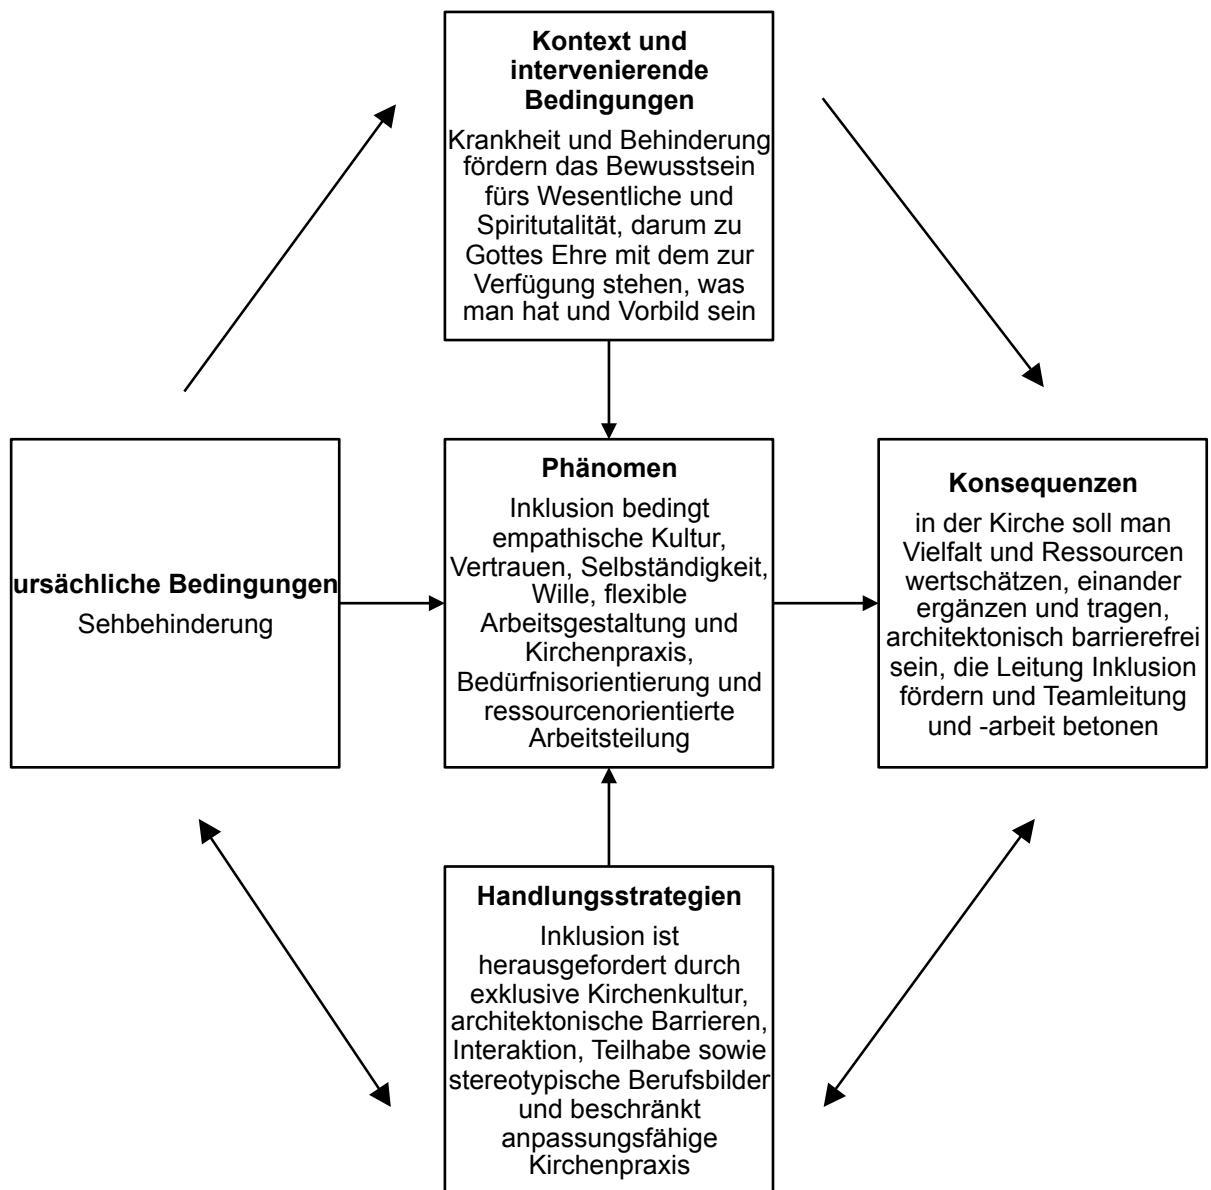 Kontext und
intervenierende
Bedingungen
Krankheit und Behinderung
fördern das Bewusstsein
fürs Wesentliche und
Spiritutalität, darum zu
Gottes Ehre mit dem zur
Verfügung stehen, was
man hat und Vorbild sein
ursächliche Bedingungen
Sehbehinderung
Phänomen
Inklusion bedingt
empathische Kultur,
Vertrauen, Selbständigkeit,
Wille, flexible
Arbeitsgestaltung und
Kirchenpraxis,
Bedürfnisorientierung und
ressourcenorientierte
Arbeitsteilung
Konsequenzen
in der Kirche soll man
Vielfalt und Ressourcen
wertschätzen, einander
ergänzen und tragen,
architektonisch barrierefrei
sein, die Leitung Inklusion
fördern und Teamleitung
und -arbeit betonen
Handlungsstrategien
Inklusion ist
herausgefordert durch
exklusive Kirchenkultur,
architektonische Barrieren,
Interaktion, Teilhabe sowie
stereotypische Berufsbilder
und beschränkt
anpassungsfähige
Kirchenpraxis